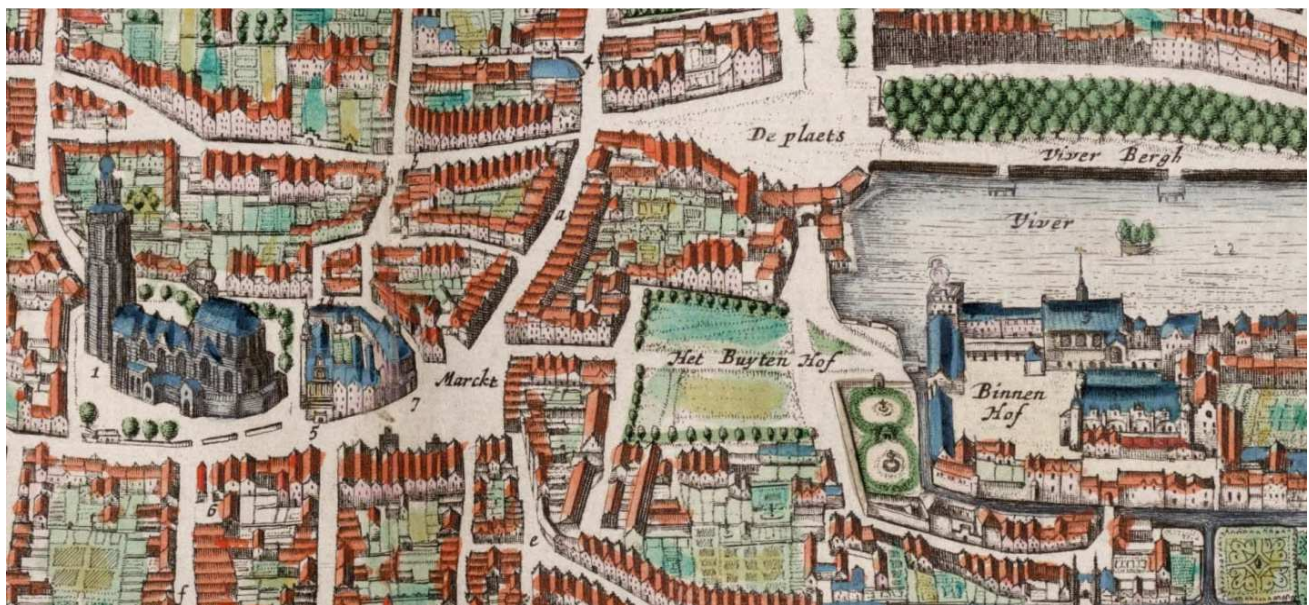 4
De plaets
Viver Bergh
a
Viver
Het Buyten Hof
1
Marckt
7
Binnen
Hof
5
6
e
f